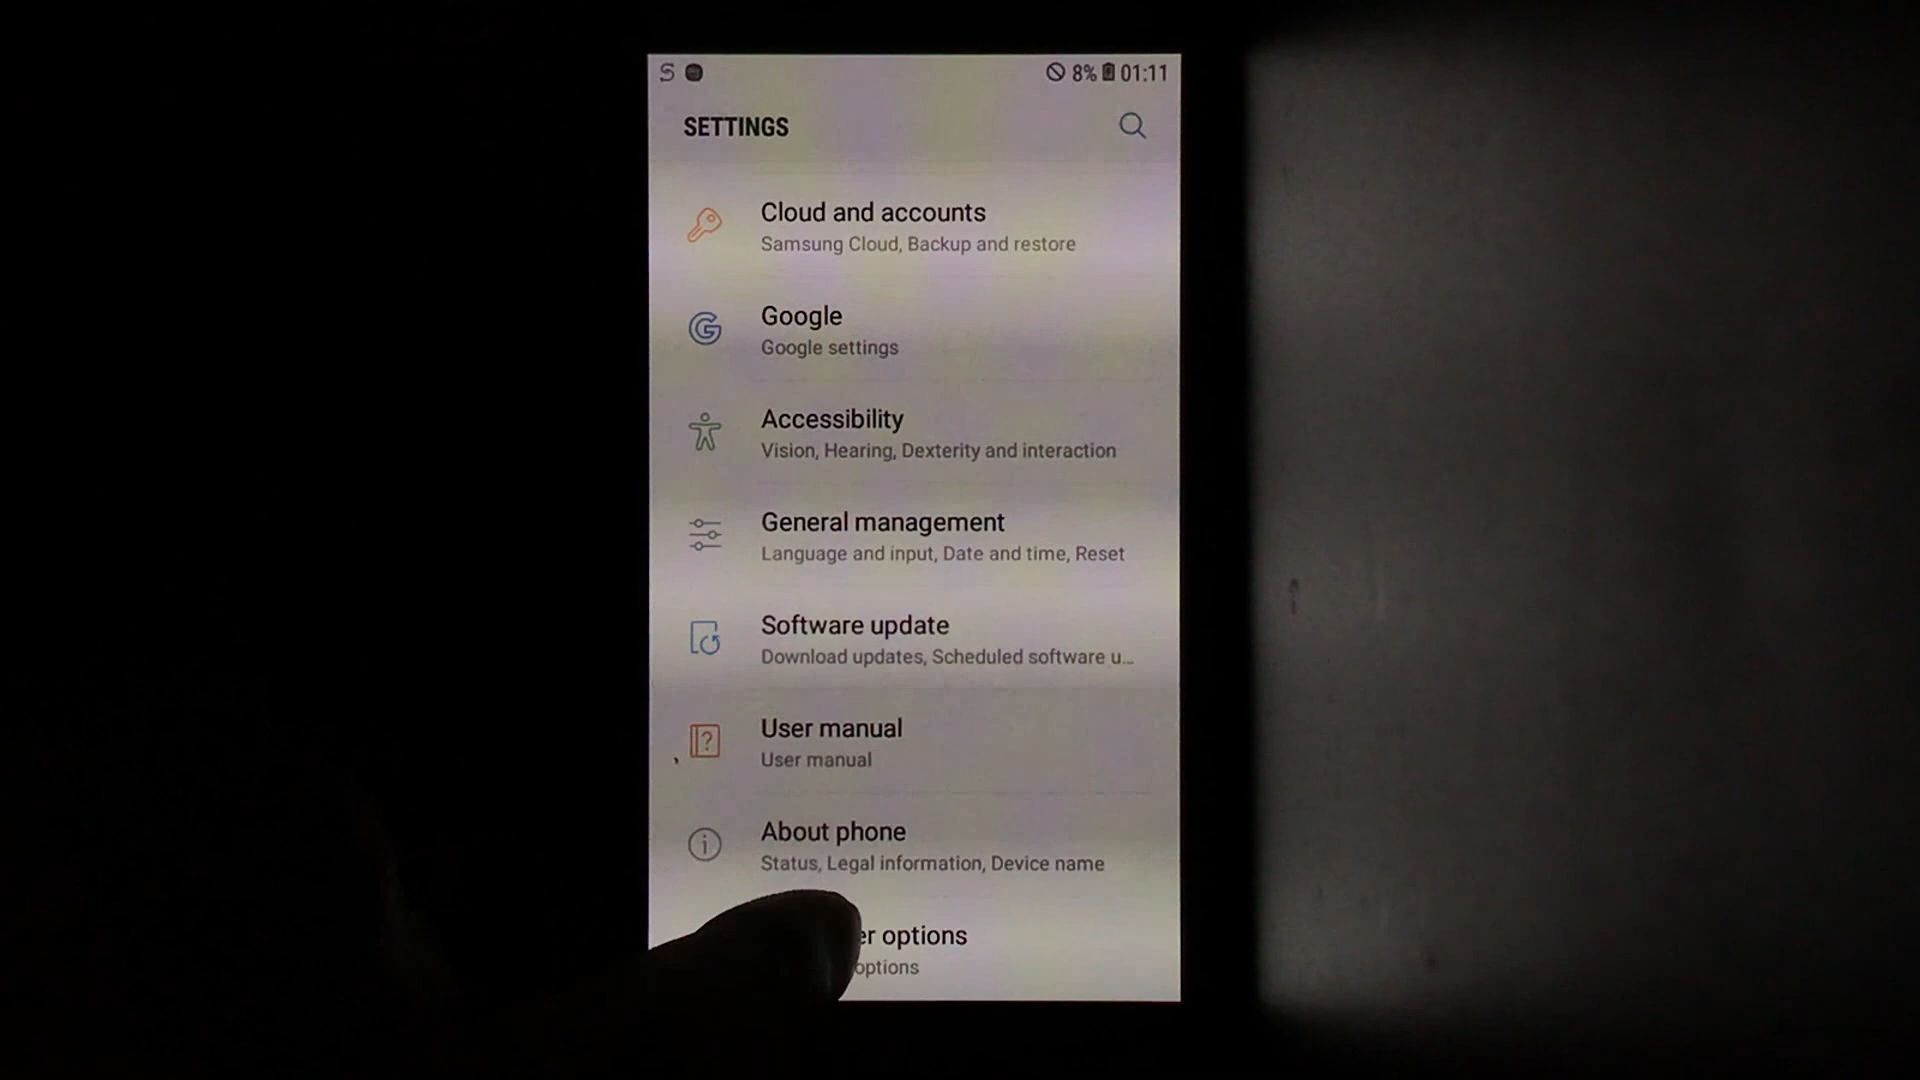 8% 01:11
SETTINGS
Cloud and accounts
Samsung Cloud, Backup and restore
Google
Google settings
Accessibility
Vision, Hearing, Dexterity and interaction
General management
Language and input, Date and time, Reset
Software update
Download updates, Scheduled software u...
User manual
User manual
About phone
Status, Legal information, Device name
options
options